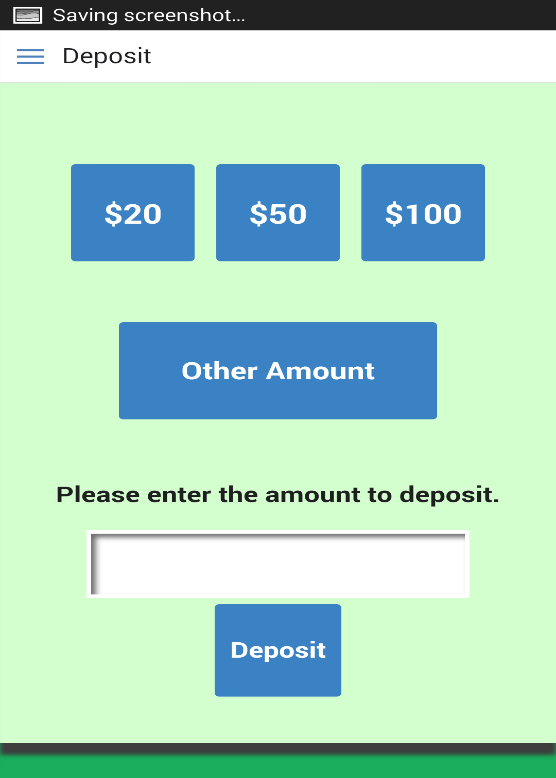 Saving screenshot...
Deposit
$20 $50 $100
Other Amount
Please enter the amount to deposit.
Deposit